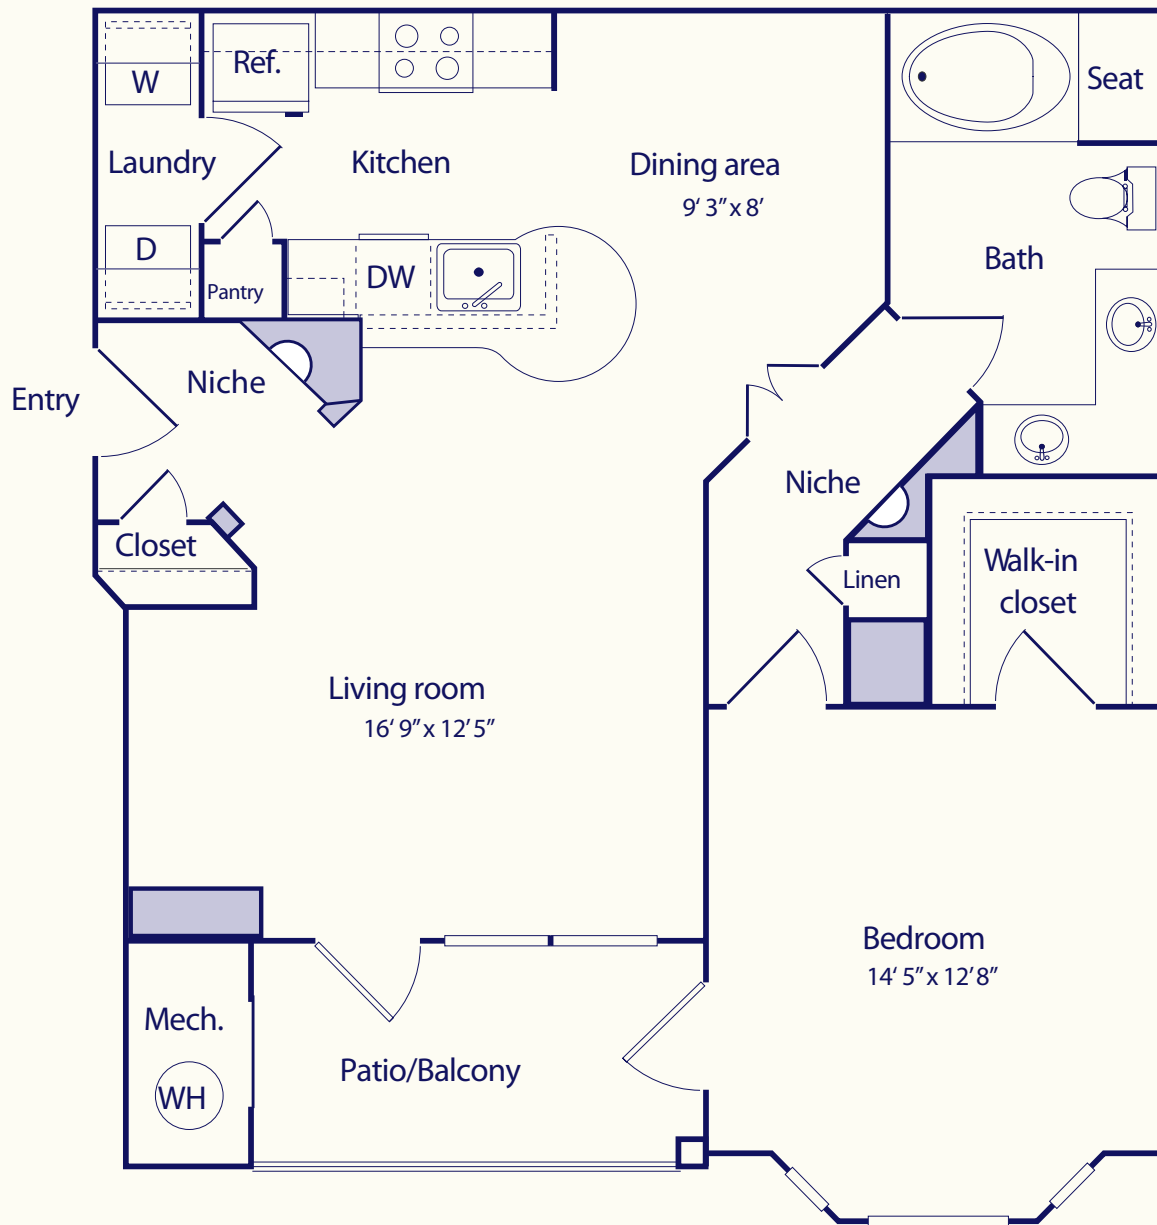 W
Ref.
Seat
Laundry
Kitchen
Dining area
9' 3" x 8'
D
DW
Bath
Pantry
Niche
Entry
Niche
Closet
Linen
Walk-in
closet
Living room
16' 9" x 12' 5"
Bedroom
14' 5" x 12' 8"
Mech.
Patio/Balcony
WH